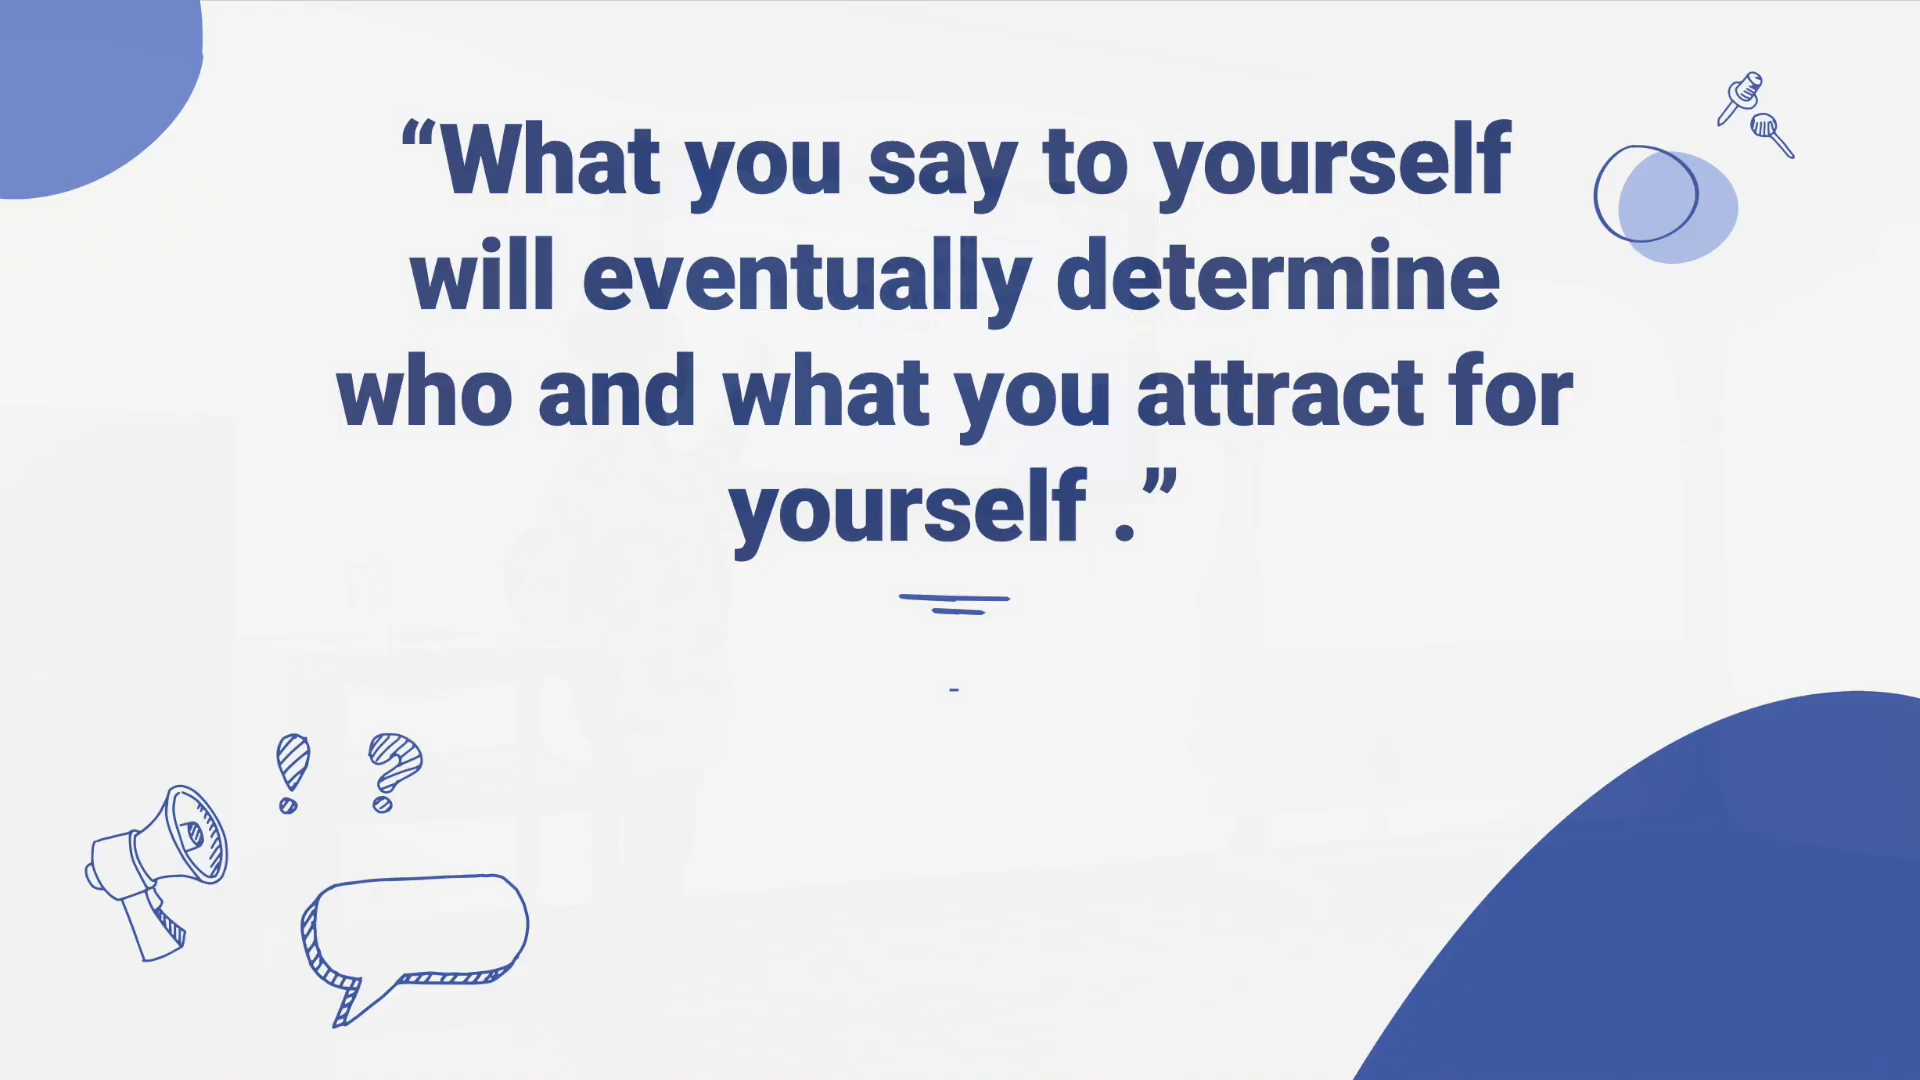 “What you say to yourself
will eventually determine
who and what you attract for
yourself .”
-
! ?